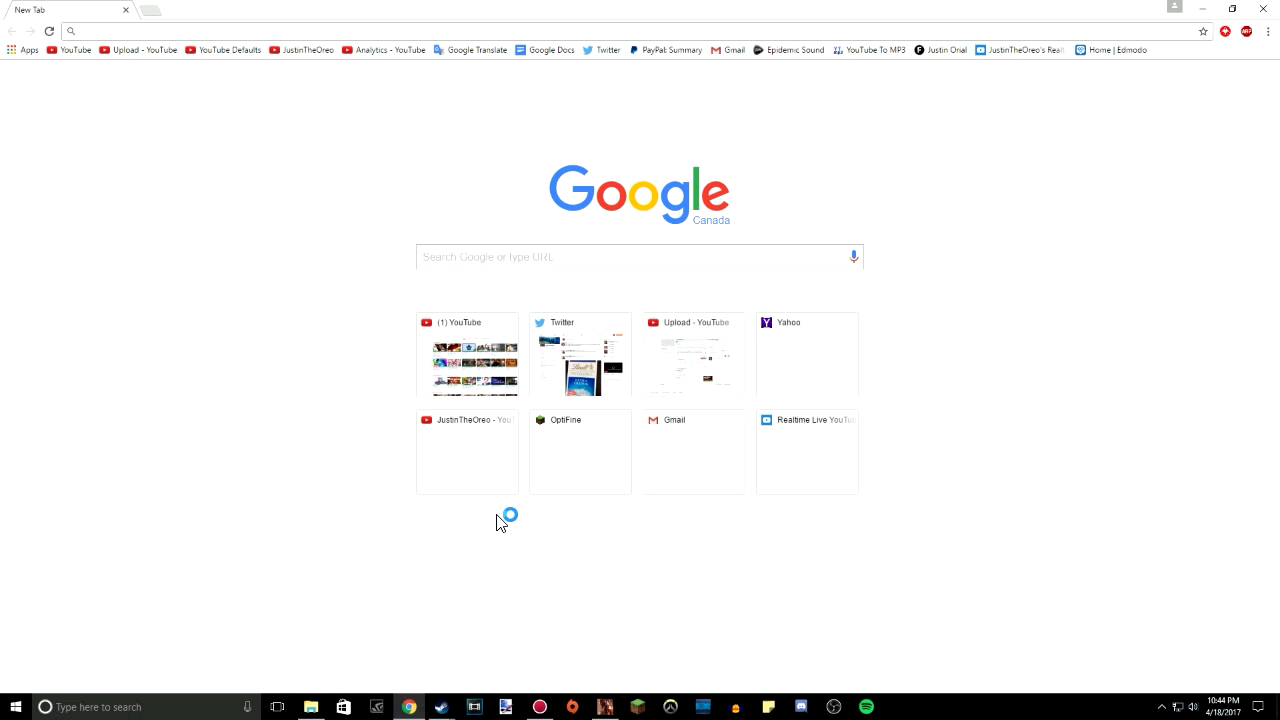 New Tab
Apps YouTube Upload - YouTube YouTube Defaults JustinTheOreo Analytics - YouTube Google Translate Google Docs Twitter PayPal: Summary Gmail Epidemic Sound YouTube To MP3 Justin Onial JustinTheOreo's Realt Home | Edmodo
Google
Canada
Search Google or type URL
(1) YouTube Twitter Upload - YouTube Yahoo
JustinTheOreo - You OptiFine Gmail Realtime Live YouTu
Type here to search
10:44 PM
4/18/2017